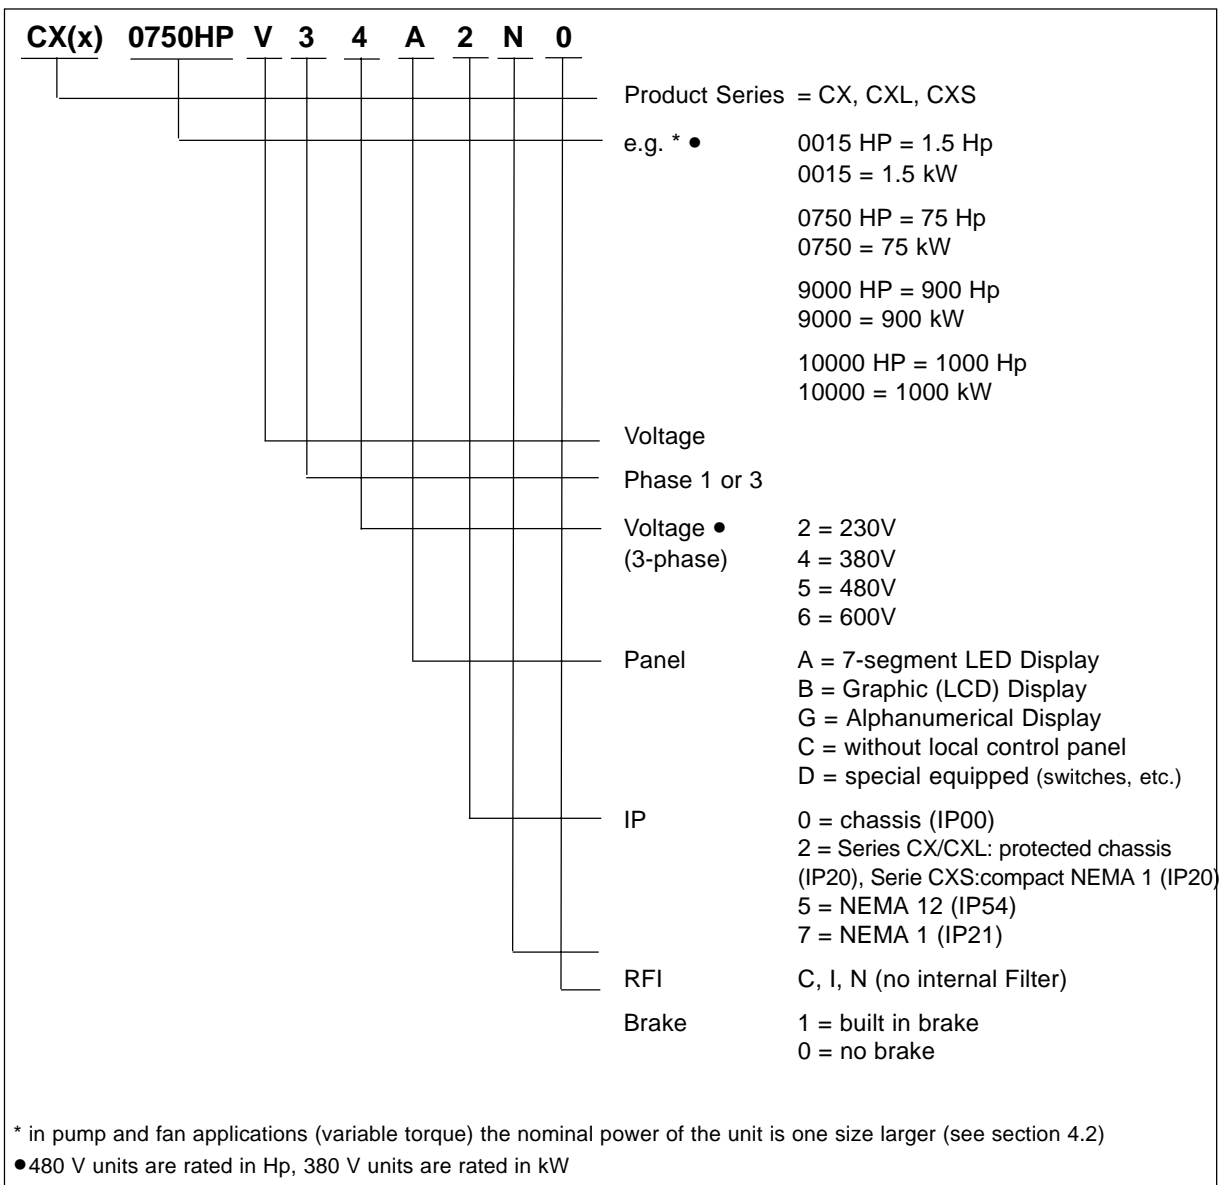 CX(x) 0750HP V 3 4 A 2 N 0
Product Series = CX, CXL, CXS
e.g. * ● 0015 HP = 1.5 Hp
0015 = 1.5 kW
0750 HP = 75 Hp
0750 = 75 kW
9000 HP = 900 Hp
9000 = 900 kW
10000 HP = 1000 Hp
10000 = 1000 kW
Voltage
Phase 1 or 3
Voltage ● 2 = 230V
(3-phase) 4 = 380V
5 = 480V
6 = 600V
Panel A = 7-segment LED Display
B = Graphic (LCD) Display
G = Alphanumerical Display
C = without local control panel
D = special equipped (switches, etc.)
IP 0 = chassis (IP00)
2 = Series CX/CXL: protected chassis
(IP20), Serie CXS:compact NEMA 1 (IP20)
5 = NEMA 12 (IP54)
7 = NEMA 1 (IP21)
RFI C, I, N (no internal Filter)
Brake 1 = built in brake
0 = no brake
* in pump and fan applications (variable torque) the nominal power of the unit is one size larger (see section 4.2)
●480 V units are rated in Hp, 380 V units are rated in kW